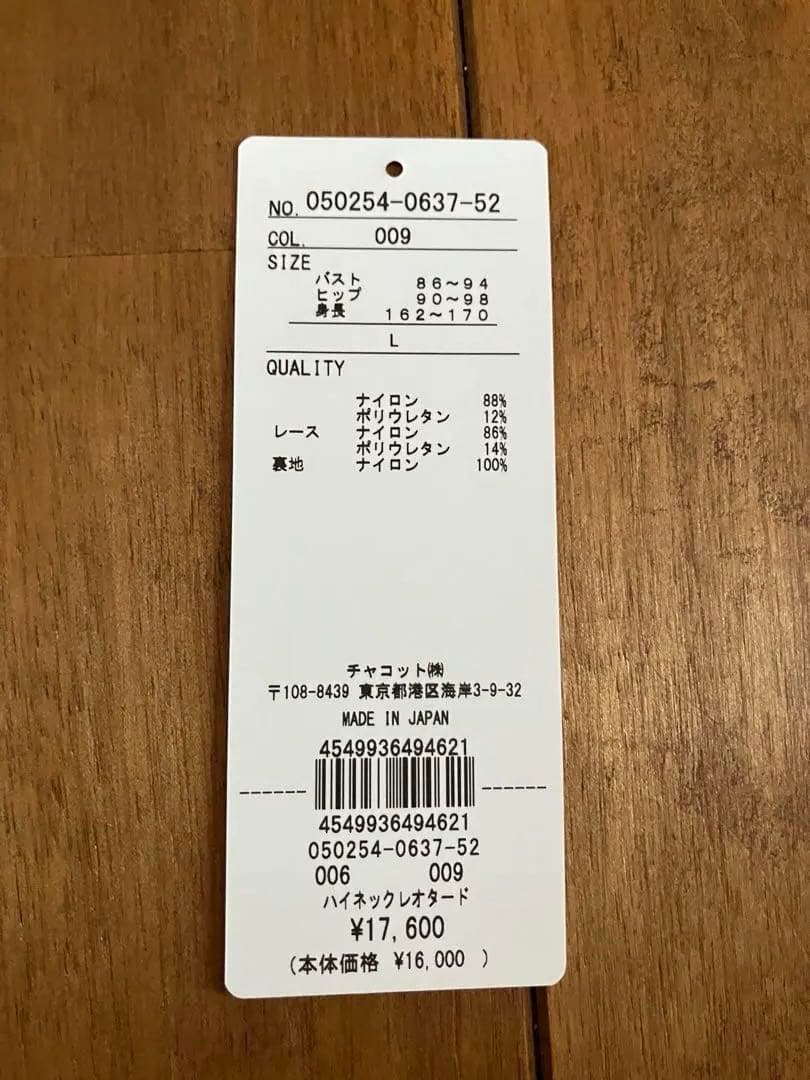 NO. 050254-0637-52
COL. 009
SIZE
バスト 86～94
ヒップ 90～98
身長 162～170
L
QUALITY
ナイロン 88%
ポリウレタン 12%
レース ナイロン 86%
ポリウレタン 14%
裏地 ナイロン 100%
チャコット㈱
〒108-8439 東京都港区海岸3-9-32
MADE IN JAPAN
4549936494621
4549936494621
050254-0637-52
006 009
ハイネックレオタード
¥17,600
(本体価格 ¥16,000 )